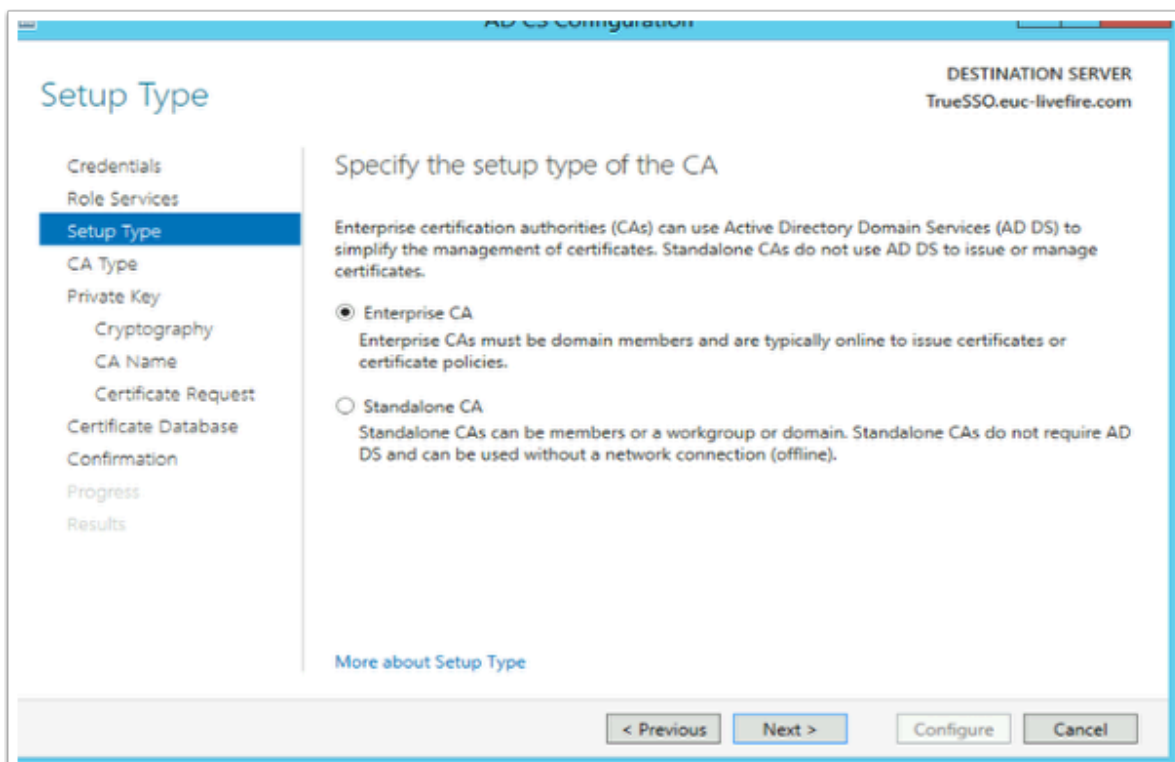 AD CS Configuration
DESTINATION SERVER
TrueSSO.euc-livefire.com
Setup Type
Credentials
Role Services
Setup Type
CA Type
Private Key
Cryptography
CA Name
Certificate Request
Certificate Database
Confirmation
Progress
Results
Specify the setup type of the CA
Enterprise certification authorities (CAs) can use Active Directory Domain Services (AD DS) to
simplify the management of certificates. Standalone CAs do not use AD DS to issue or manage
certificates.
Enterprise CA
Enterprise CAs must be domain members and are typically online to issue certificates or
certificate policies.
Standalone CA
Standalone CAs can be members or a workgroup or domain. Standalone CAs do not require AD
DS and can be used without a network connection (offline).
More about Setup Type
< Previous
Next >
Configure
Cancel